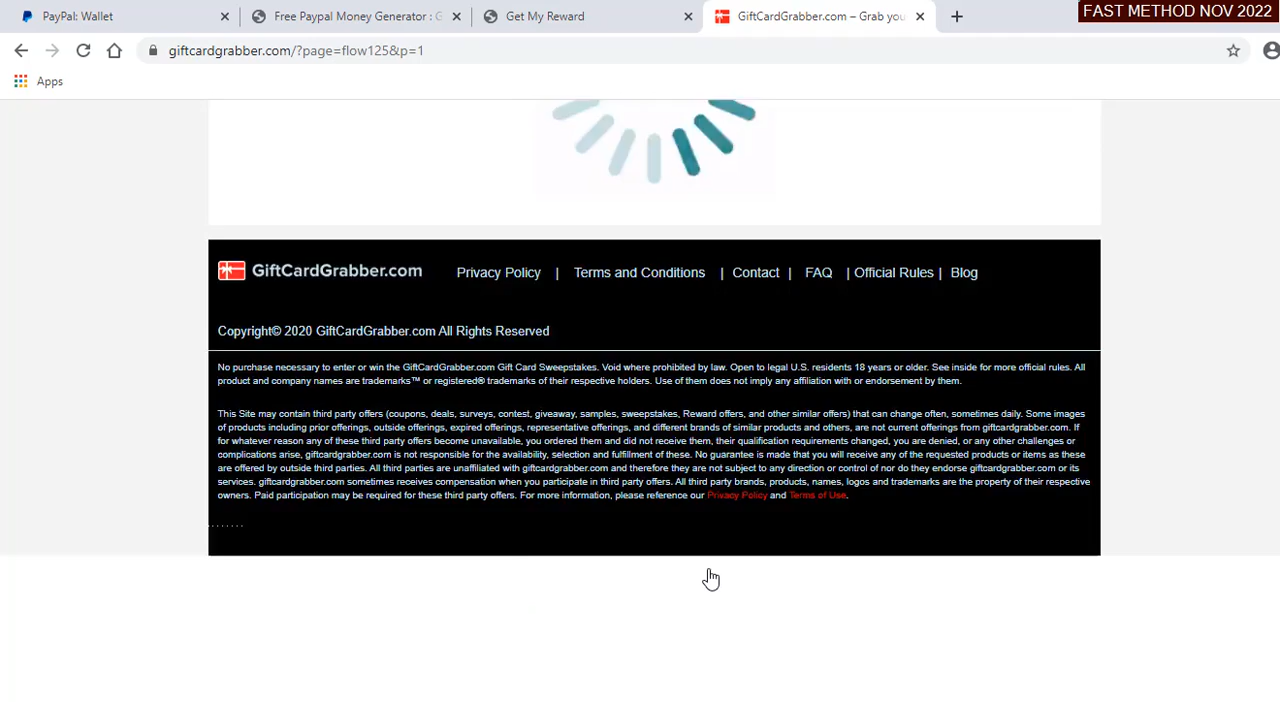 FAST METHOD NOV 2022
PayPal: Wallet
Free Paypal Money Generator : G
Get My Reward
GiftCardGrabber.com – Grab you
giftcardgrabber.com/?page=flow125&p=1
Apps
GiftCardGrabber.com Privacy Policy | Terms and Conditions | Contact | FAQ | Official Rules | Blog
Copyright© 2020 GiftCardGrabber.com All Rights Reserved
No purchase necessary to enter or win the GiftCardGrabber.com Gift Card Sweepstakes. Void where prohibited by law. Open to legal U.S. residents 18 years or older. See inside for more official rules. All
product and company names are trademarks™ or registered® trademarks of their respective holders. Use of them does not imply any affiliation with or endorsement by them.
This Site may contain third party offers (coupons, deals, surveys, contest, giveaway, samples, sweepstakes, Reward offers, and other similar offers) that can change often, sometimes daily. Some images
of products including prior offerings, outside offerings, expired offerings, representative offerings, and different brands of similar products and others, are not current offerings from giftcardgrabber.com. If
for whatever reason any of these third party offers become unavailable, you ordered them and did not receive them, their qualification requirements changed, you are denied, or any other challenges or
complications arise, giftcardgrabber.com is not responsible for the availability, selection and fulfillment of these. No guarantee is made that you will receive any of the requested products or items as these
are offered by outside third parties. All third parties are unaffiliated with giftcardgrabber.com and therefore they are not subject to any direction or control of nor do they endorse giftcardgrabber.com or its
services. giftcardgrabber.com sometimes receives compensation when you participate in third party offers. All third party brands, products, names, logos and trademarks are the property of their respective
owners. Paid participation may be required for these third party offers. For more information, please reference our Privacy Policy and Terms of Use.
. . . . . . . .